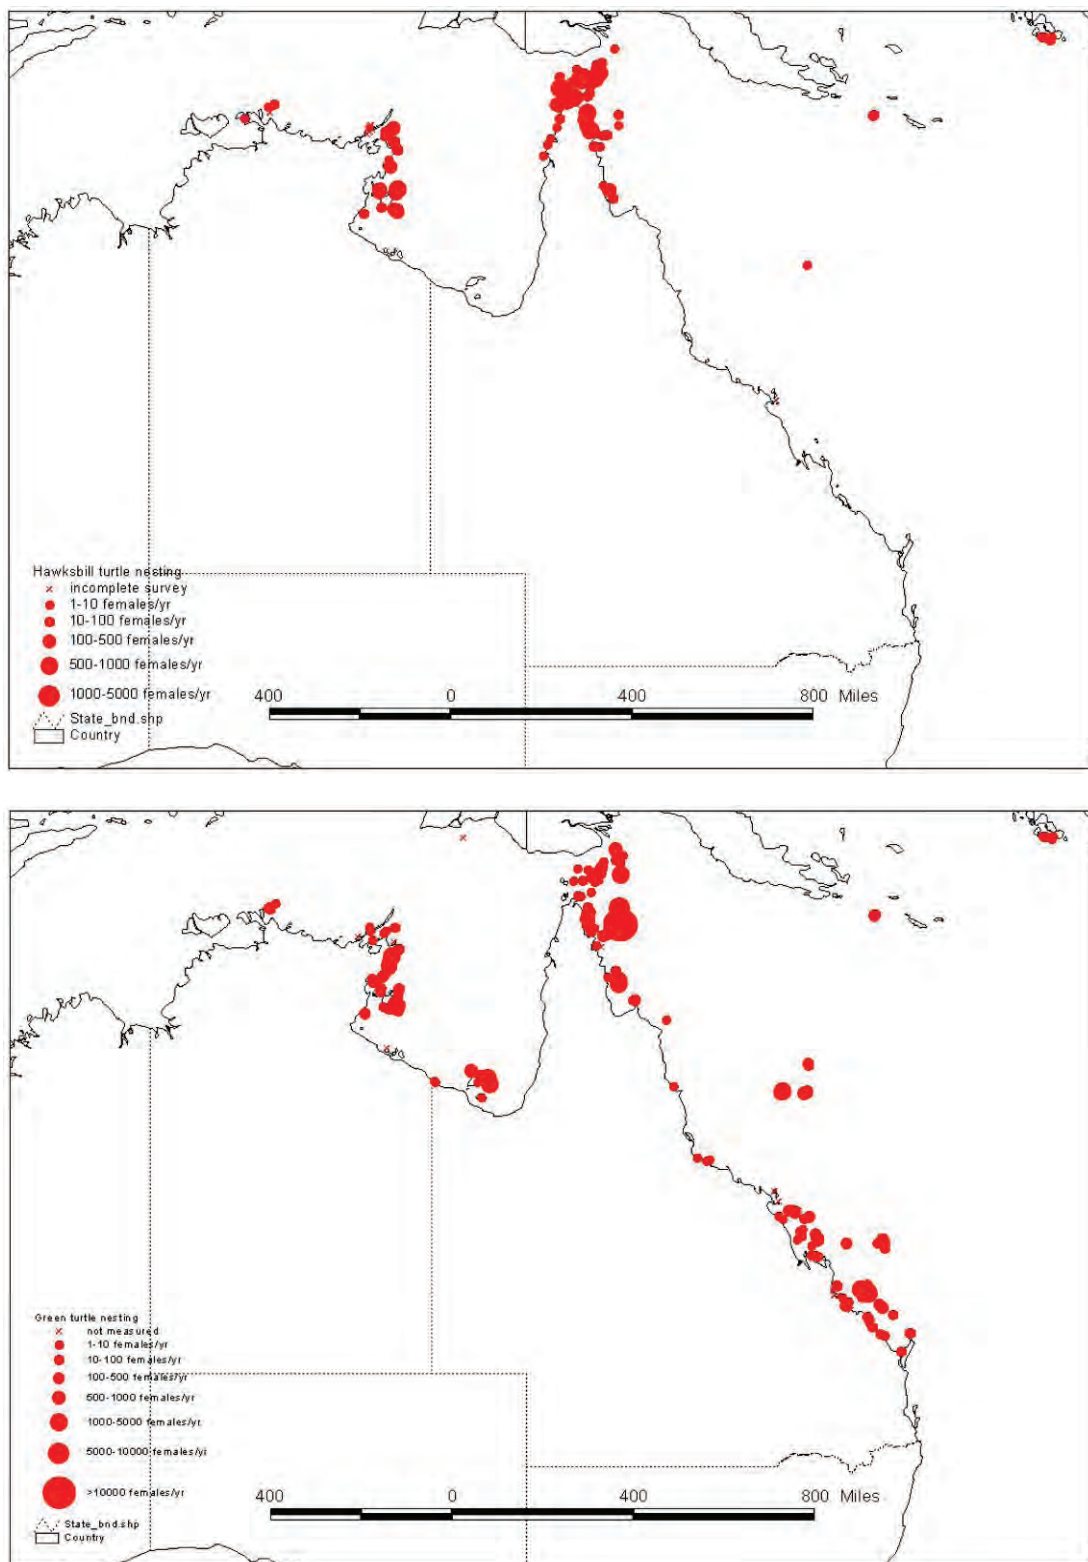 Hawksbill turtle nesting
incomplete survey
1-10 females/yr
10-100 females/yr
100-500 females/yr
500-1000 females/yr
1000-5000 females/yr
State_bnd.shp
Country
400 0 400 800 Miles
Green turtle nesting
not measured
1-10 females/yr
10-100 females/yr
100-500 females/yr
500-1000 females/yr
1000-5000 females/yr
5000-10000 females/yr
>10000 females/yr
State_bnd.shp
Country
400 0 400 800 Miles